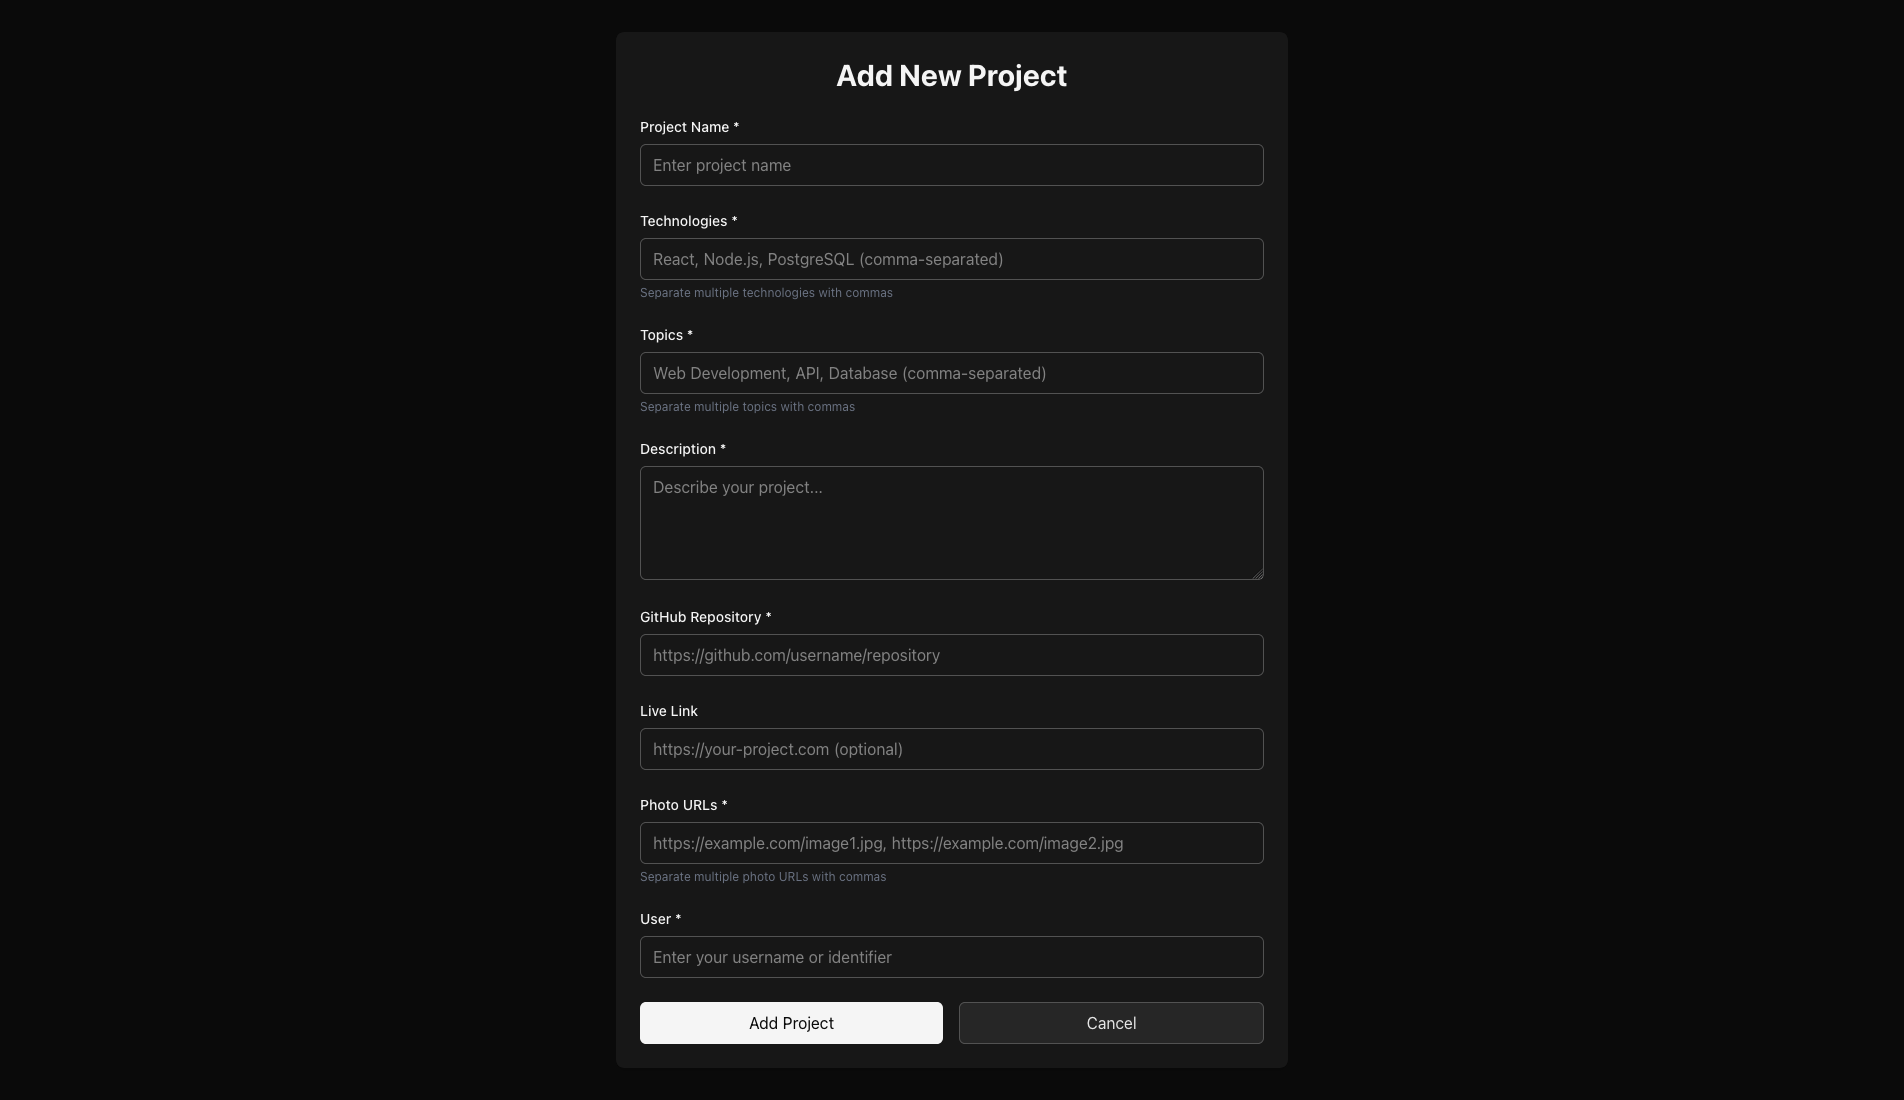 Add New Project
Project Name *
Enter project name
Technologies *
React, Node.js, PostgreSQL (comma-separated)
Separate multiple technologies with commas
Topics *
Web Development, API, Database (comma-separated)
Separate multiple topics with commas
Description *
Describe your project...
GitHub Repository *
https://github.com/username/repository
Live Link
https://your-project.com (optional)
Photo URLs *
https://example.com/image1.jpg, https://example.com/image2.jpg
Separate multiple photo URLs with commas
User *
Enter your username or identifier
Add Project
Cancel